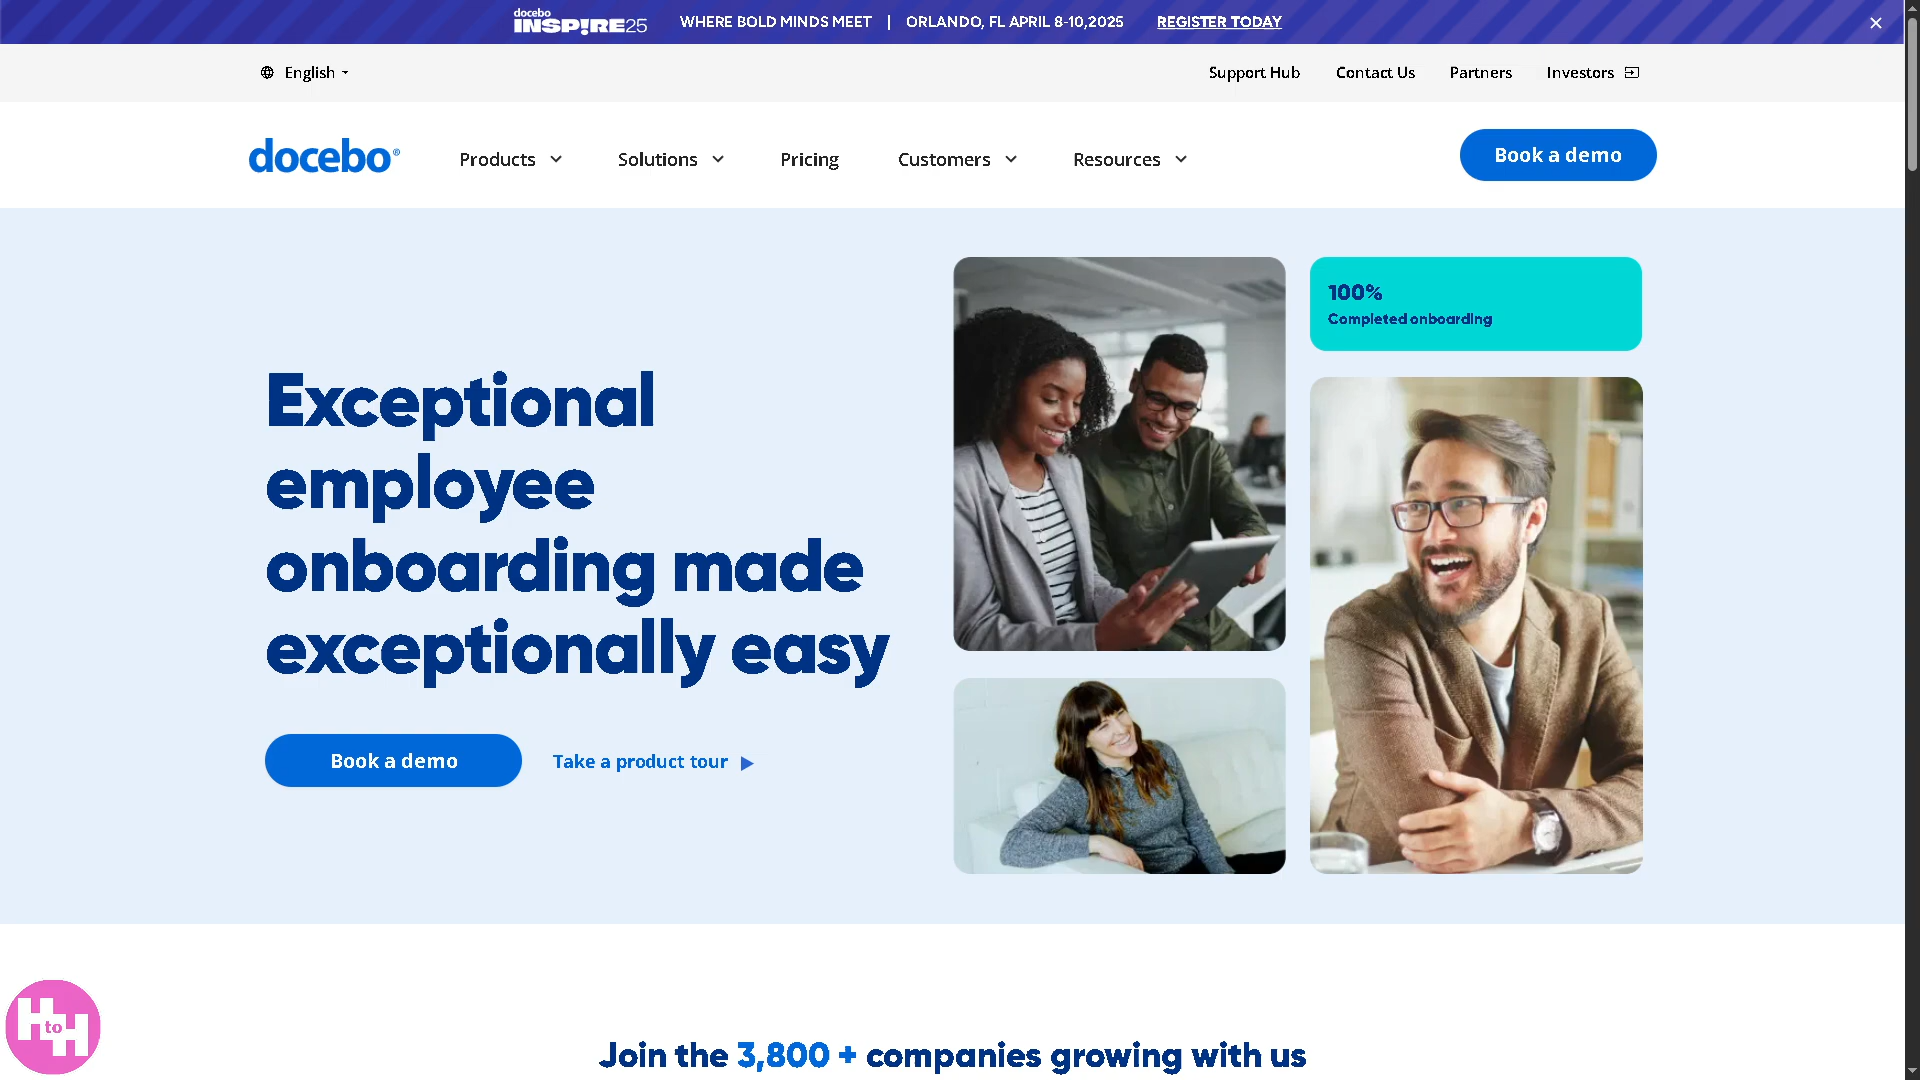 docebo
INSP!RE25
WHERE BOLD MINDS MEET | ORLANDO, FL APRIL 8-10,2025 REGISTER TODAY
English
Support Hub Contact Us Partners Investors
docebo®
Products Solutions Pricing Customers Resources
Book a demo
100%
Completed onboarding
Exceptional
employee
onboarding made
exceptionally easy
Book a demo
Take a product tour
H to H
Join the 3,800 + companies growing with us